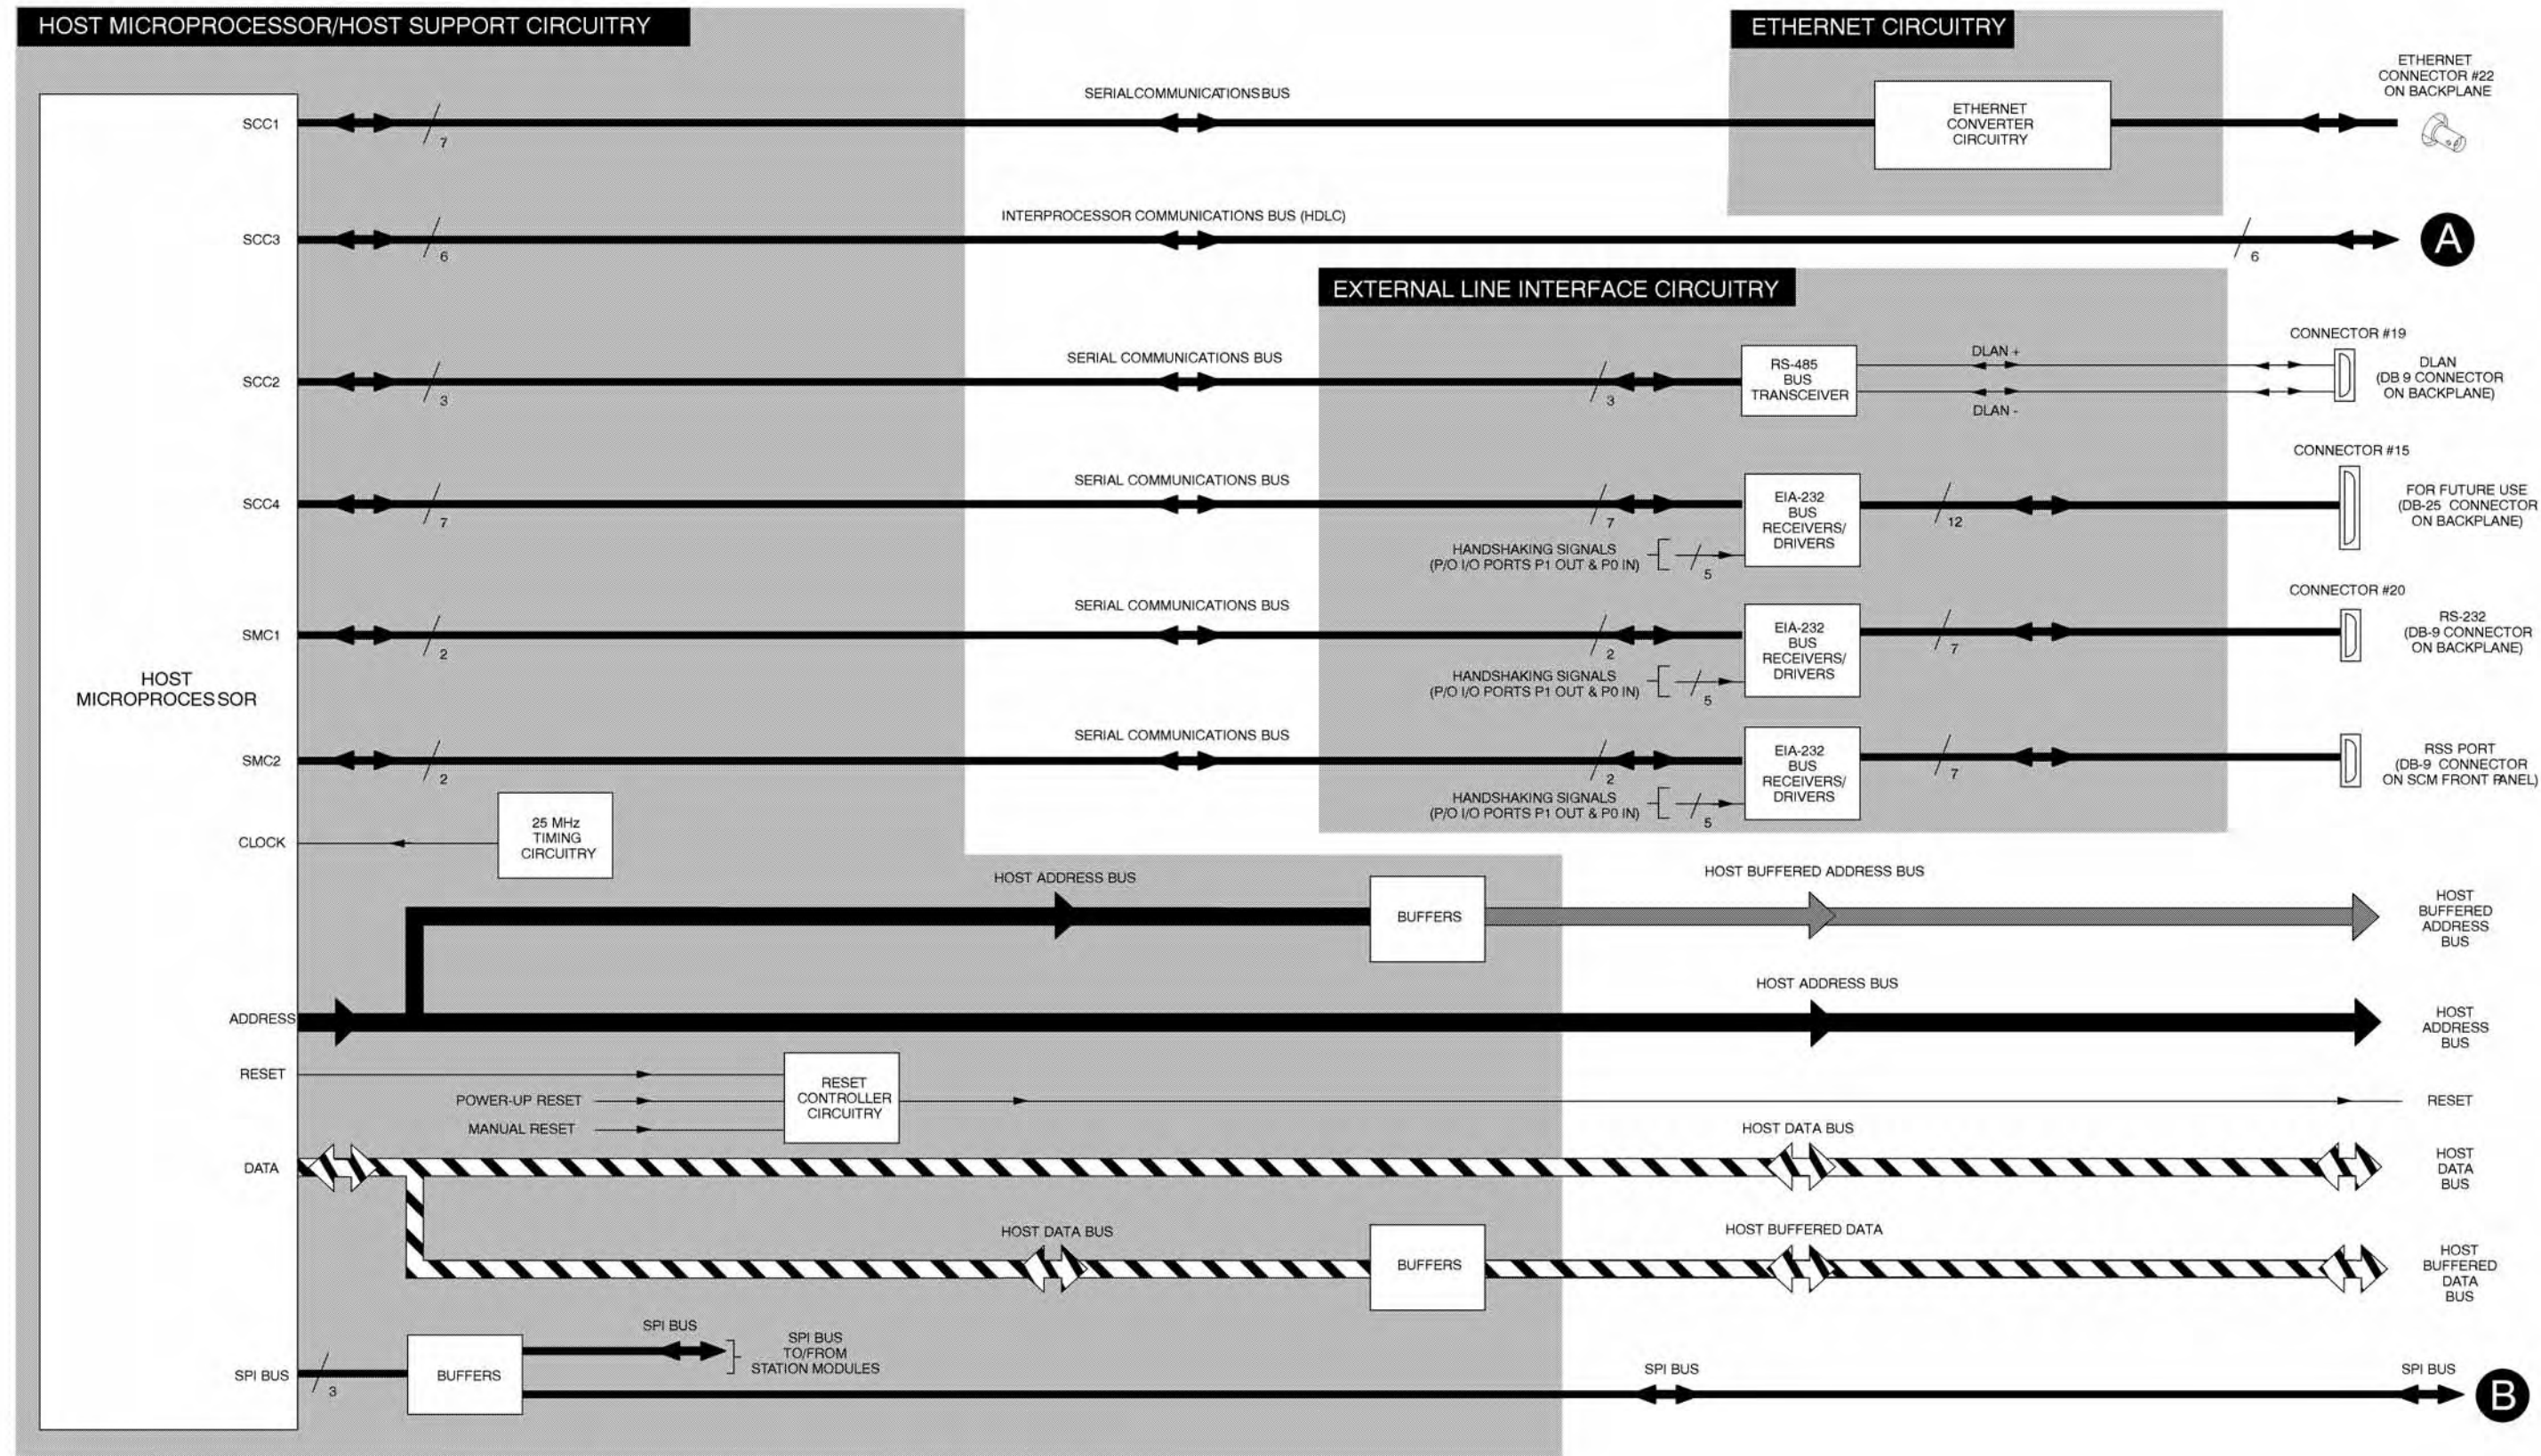 HOST MICROPROCESSOR/HOST SUPPORT CIRCUITRY
ETHERNET CIRCUITRY
ETHERNET
CONNECTOR #22
ON BACKPLANE
SERIAL COMMUNICATIONS BUS
SCC1
7
ETHERNET
CONVERTER
CIRCUITRY
INTERPROCESSOR COMMUNICATIONS BUS (HDLC)
SCC3
6
6
A
EXTERNAL LINE INTERFACE CIRCUITRY
SERIAL COMMUNICATIONS BUS
SCC2
3
3
RS-485
BUS
TRANSCEIVER
DLAN +
DLAN -
CONNECTOR #19
DLAN
(DB 9 CONNECTOR
ON BACKPLANE)
SERIAL COMMUNICATIONS BUS
SCC4
7
7
HANDSHAKING SIGNALS
(P/O I/O PORTS P1 OUT & P0 IN)
5
EIA-232
BUS
RECEIVERS/
DRIVERS
12
CONNECTOR #15
FOR FUTURE USE
(DB-25 CONNECTOR
ON BACKPLANE)
SERIAL COMMUNICATIONS BUS
SMC1
2
2
HANDSHAKING SIGNALS
(P/O I/O PORTS P1 OUT & P0 IN)
5
EIA-232
BUS
RECEIVERS/
DRIVERS
7
CONNECTOR #20
RS-232
(DB-9 CONNECTOR
ON BACKPLANE)
HOST
MICROPROCESSOR
SERIAL COMMUNICATIONS BUS
SMC2
2
2
HANDSHAKING SIGNALS
(P/O I/O PORTS P1 OUT & P0 IN)
5
EIA-232
BUS
RECEIVERS/
DRIVERS
7
RSS PORT
(DB-9 CONNECTOR
ON SCM FRONT PANEL)
CLOCK
25 MHz
TIMING
CIRCUITRY
HOST ADDRESS BUS
BUFFERS
HOST BUFFERED ADDRESS BUS
HOST
BUFFERED
ADDRESS
BUS
ADDRESS
HOST ADDRESS BUS
HOST
ADDRESS
BUS
RESET
POWER-UP RESET
MANUAL RESET
RESET
CONTROLLER
CIRCUITRY
RESET
DATA
HOST DATA BUS
HOST
DATA
BUS
HOST DATA BUS
BUFFERS
HOST BUFFERED DATA
HOST
BUFFERED
DATA
BUS
SPI BUS
3
BUFFERS
SPI BUS
SPI BUS
TO/FROM
STATION MODULES
SPI BUS
SPI BUS
B